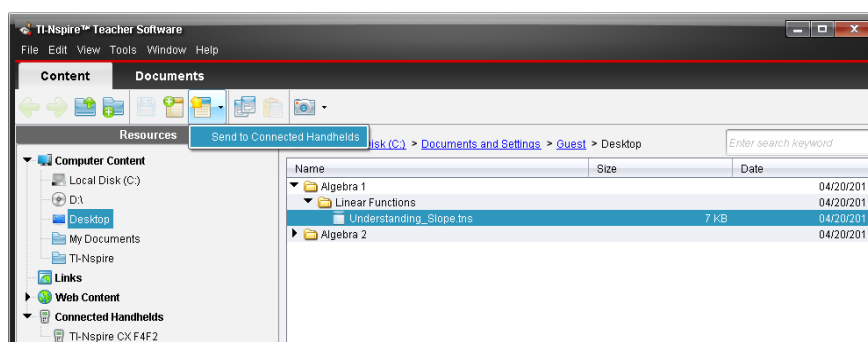 TI-Nspire™ Teacher Software
File Edit View Tools Window Help
Content Documents
Resources
Send to Connected Handhelds
isk (C:) > Documents and Settings > Guest > Desktop
Enter search keyword
Computer Content
Local Disk (C:)
D:\
Desktop
My Documents
TI-Nspire
Links
Web Content
Connected Handhelds
TI-Nspire CX F4F2
Name Size Date
Algebra 1 04/20/201
Linear Functions 04/20/201
Understanding_Slope.tns 7 KB 04/20/201
Algebra 2 04/20/201